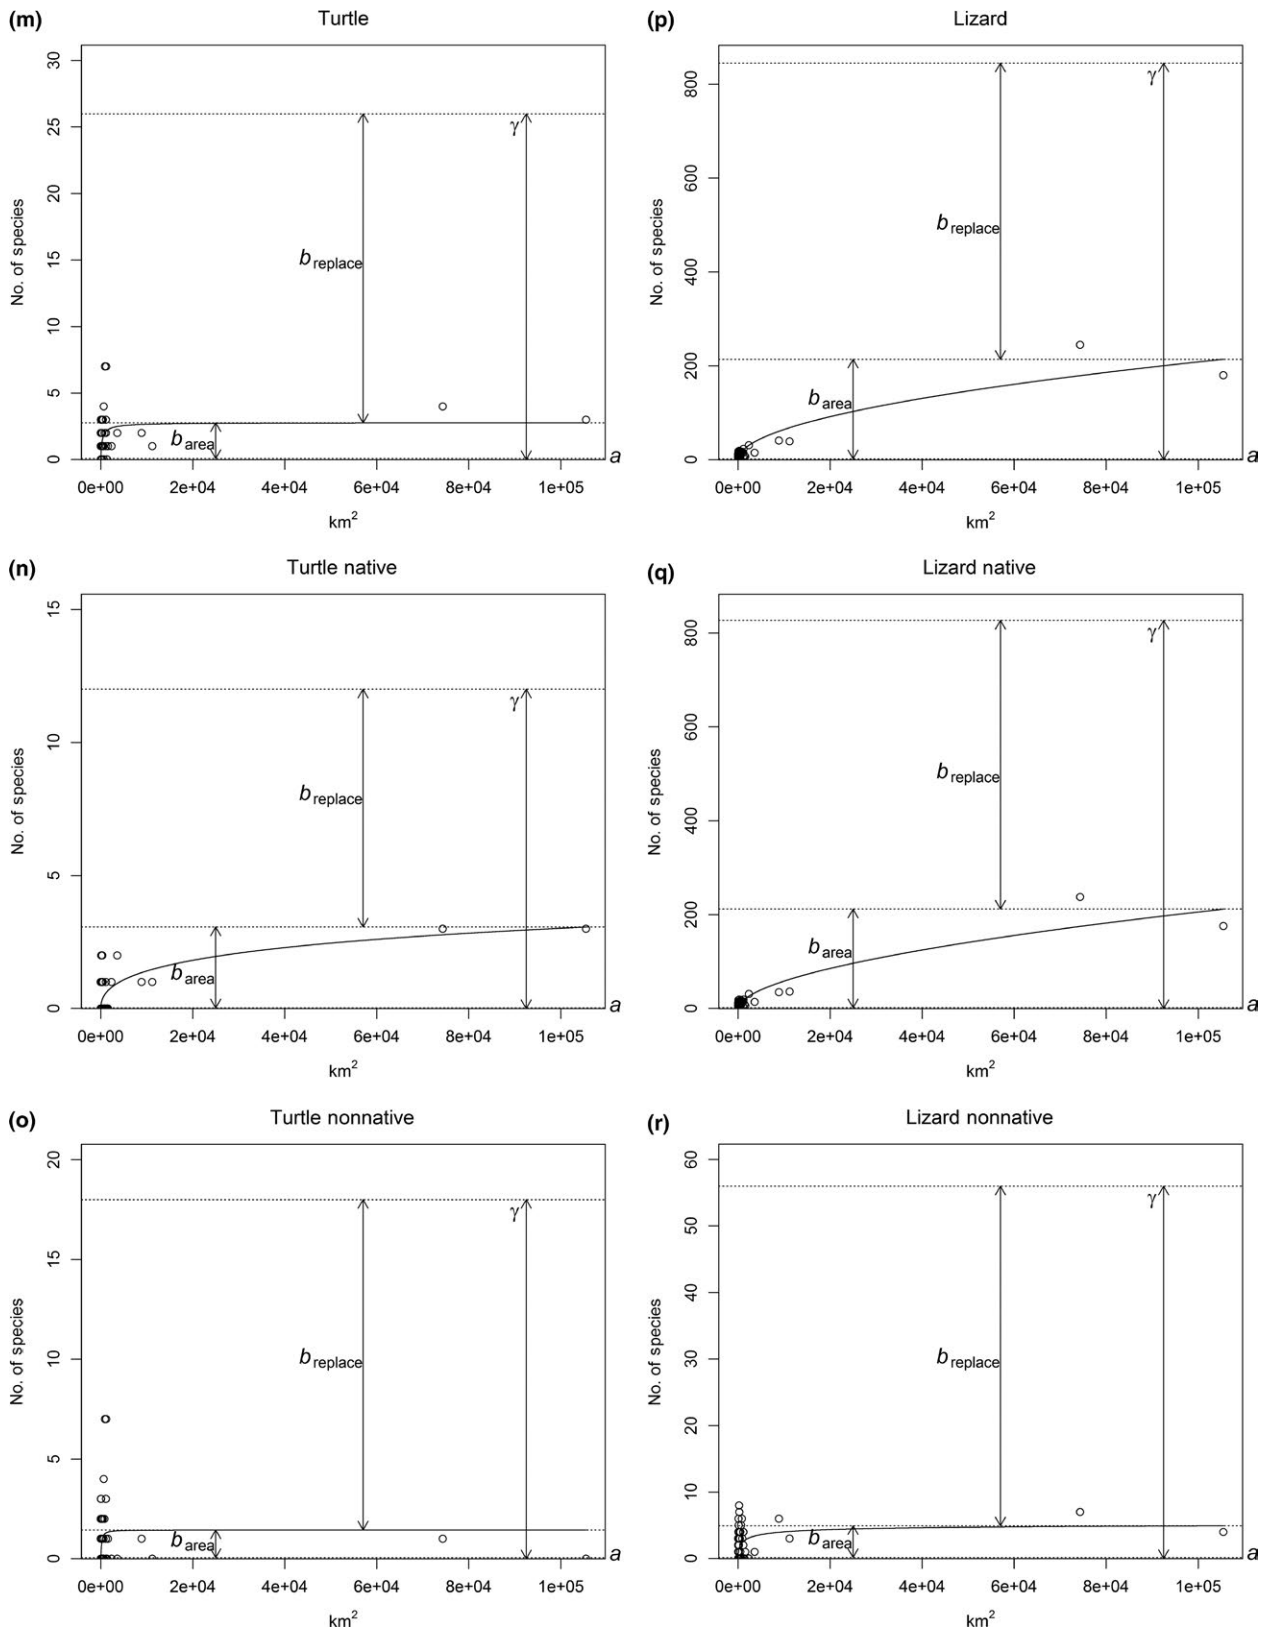 (m)
Turtle
No. of species
30
25
20
15
10
5
0
γ
b replace
b area
a
0e+00 2e+04 4e+04 6e+04 8e+04 1e+05
km²
(p)
Lizard
No. of species
800
600
400
200
0
γ
b replace
b area
a
0e+00 2e+04 4e+04 6e+04 8e+04 1e+05
km²
(n)
Turtle native
No. of species
15
10
5
0
γ
b replace
b area
a
0e+00 2e+04 4e+04 6e+04 8e+04 1e+05
km²
(q)
Lizard native
No. of species
800
600
400
200
0
γ
b replace
b area
a
0e+00 2e+04 4e+04 6e+04 8e+04 1e+05
km²
(o)
Turtle nonnative
No. of species
20
15
10
5
0
γ
b replace
b area
a
0e+00 2e+04 4e+04 6e+04 8e+04 1e+05
km²
(r)
Lizard nonnative
No. of species
60
50
40
30
20
10
0
γ
b replace
b area
a
0e+00 2e+04 4e+04 6e+04 8e+04 1e+05
km²